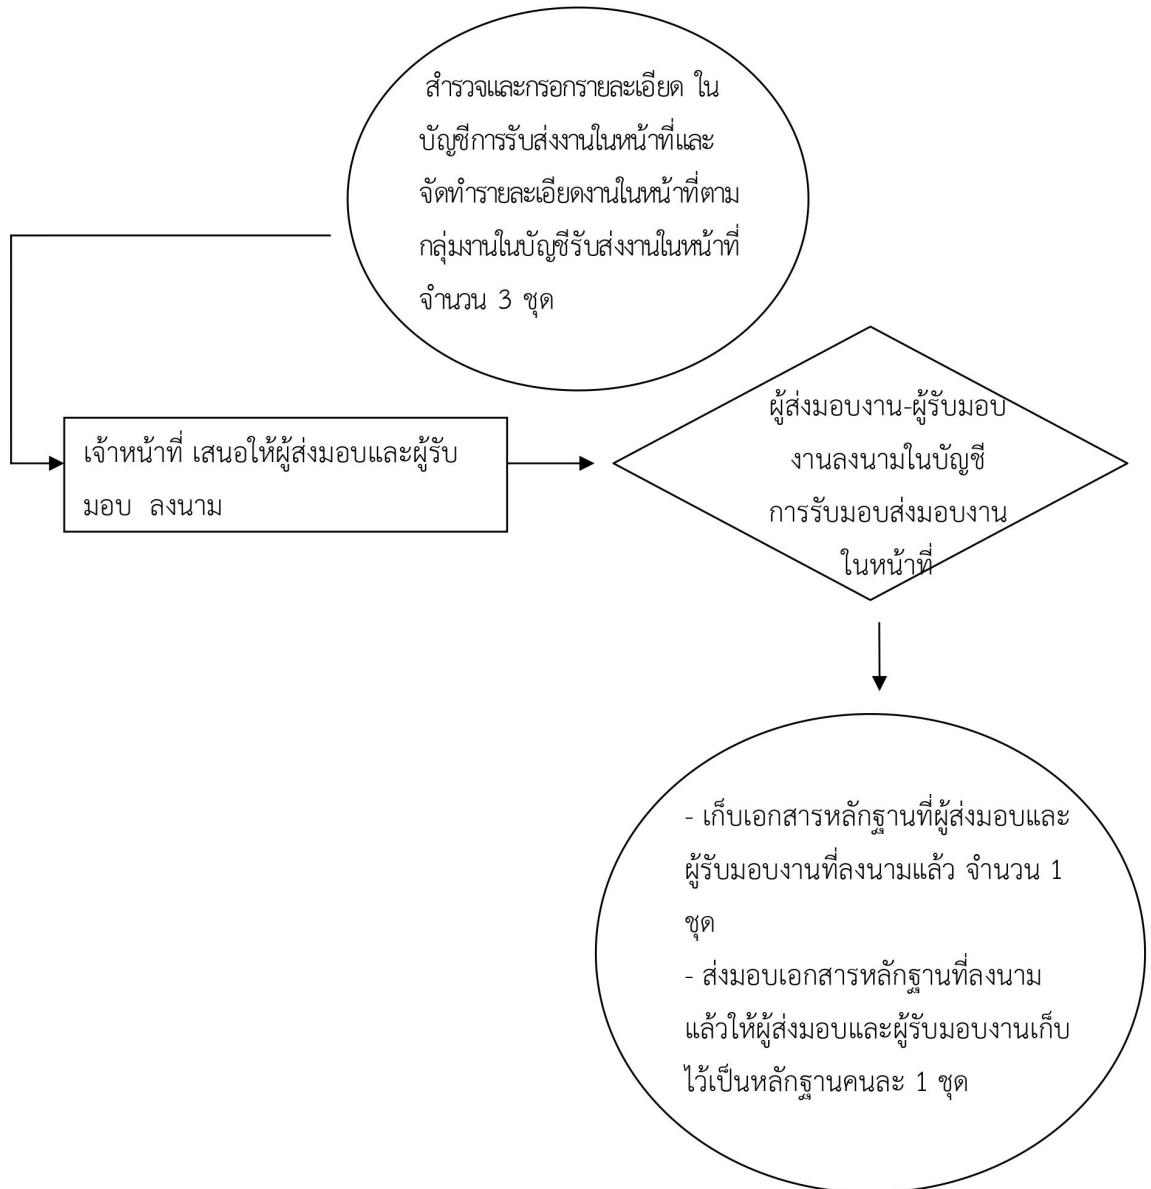 สำรวจและกรอกรายละเอียด ใน
บัญชีการรับส่งงานในหน้าที่และ
จัดทำรายละเอียดงานในหน้าที่ตาม
กลุ่มงานในบัญชีรับส่งงานในหน้าที่
จำนวน 3 ชุด
เจ้าหน้าที่ เสนอให้ผู้ส่งมอบและผู้รับ
มอบ ลงนาม
ผู้ส่งมอบงาน-ผู้รับมอบ
งานลงนามในบัญชี
การรับมอบส่งมอบงาน
ในหน้าที่
- เก็บเอกสารหลักฐานที่ผู้ส่งมอบและ
ผู้รับมอบงานที่ลงนามแล้ว จำนวน 1
ชุด
- ส่งมอบเอกสารหลักฐานที่ลงนาม
แล้วให้ผู้ส่งมอบและผู้รับมอบงานเก็บ
ไว้เป็นหลักฐานคนละ 1 ชุด